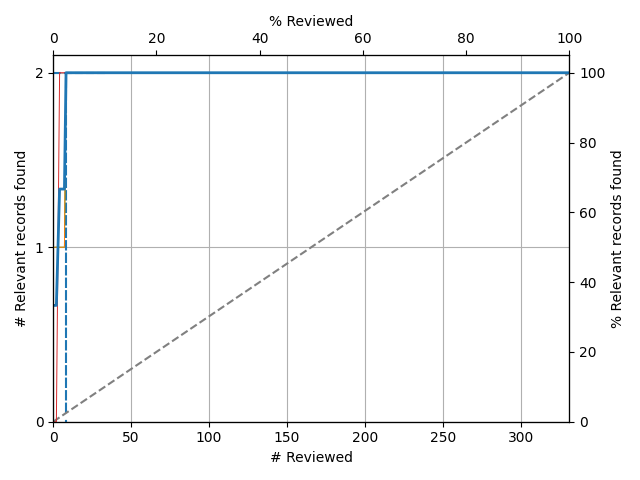 % Reviewed
0 20 40 60 80 100
# Relevant records found
2
1
0
100
80
60
40
20
0
% Relevant records found
0 50 100 150 200 250 300
# Reviewed